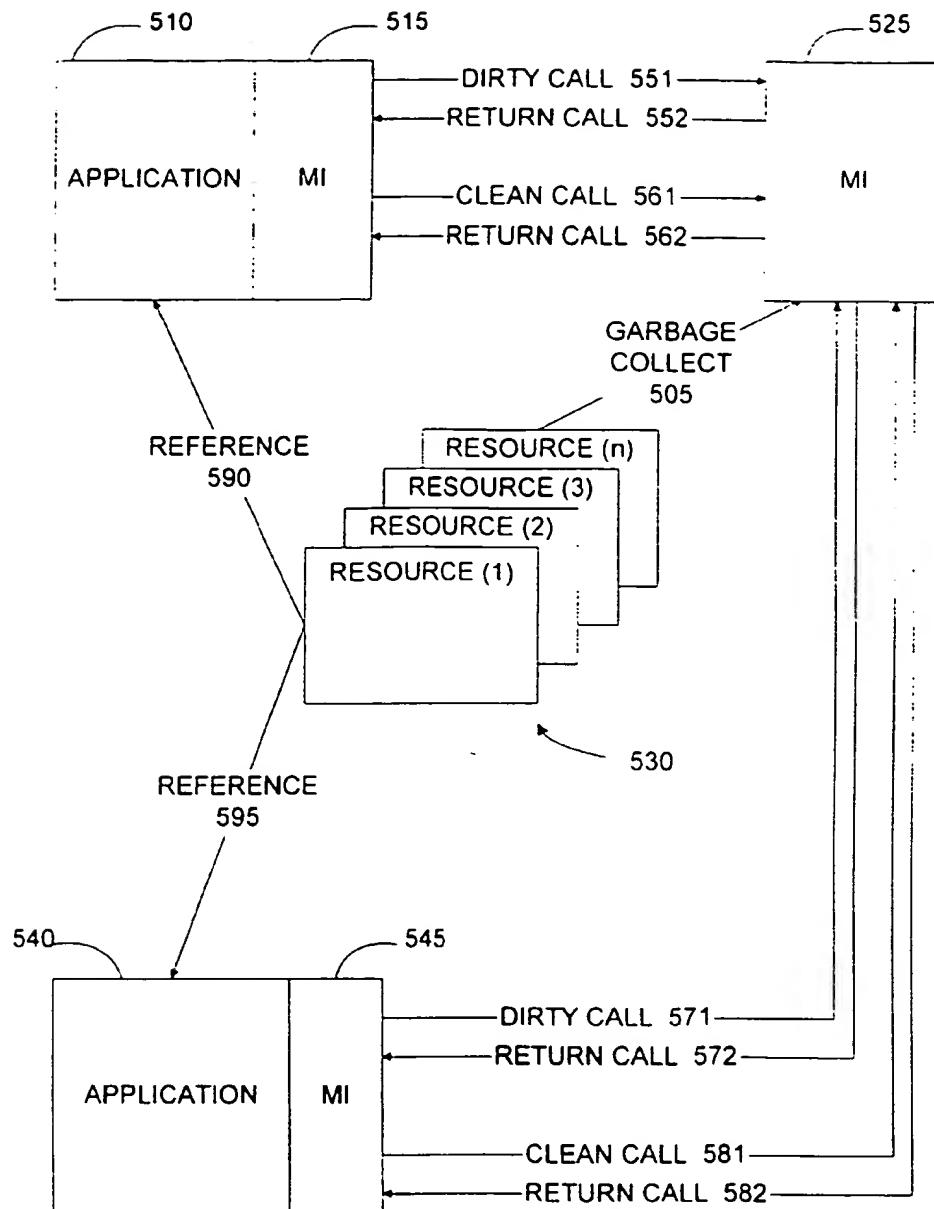 510
515
525
DIRTY CALL 551
RETURN CALL 552
APPLICATION
MI
MI
CLEAN CALL 561
RETURN CALL 562
GARBAGE
COLLECT
505
REFERENCE
590
RESOURCE (n)
RESOURCE (3)
RESOURCE (2)
RESOURCE (1)
530
REFERENCE
595
540
545
DIRTY CALL 571
RETURN CALL 572
APPLICATION
MI
CLEAN CALL 581
RETURN CALL 582